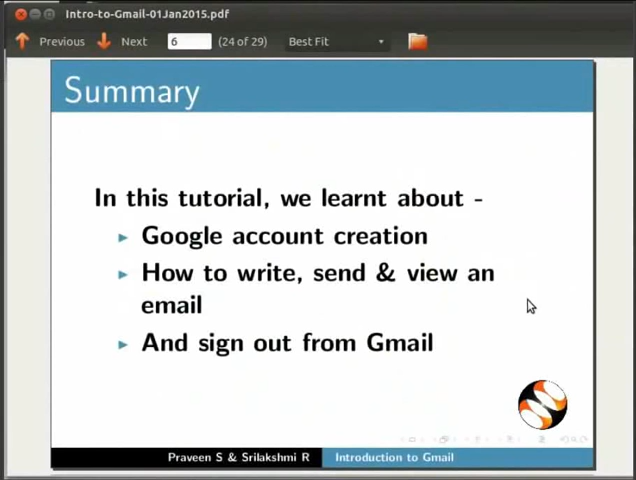 Intro-to-Gmail-01Jan2015.pdf
Previous Next 6 (24 of 29) Best Fit
Summary
In this tutorial, we learnt about -
Google account creation
How to write, send & view an
email
And sign out from Gmail
Praveen S & Srilakshmi R Introduction to Gmail